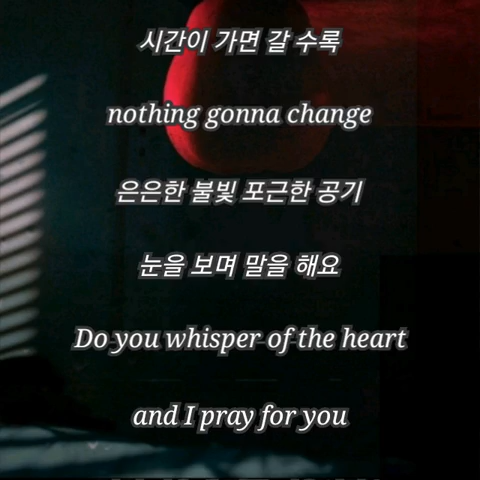 시간이 가면 갈 수록
nothing gonna change
은은한 불빛 포근한 공기
눈을 보며 말을 해요
Do you whisper of the heart
and I pray for you